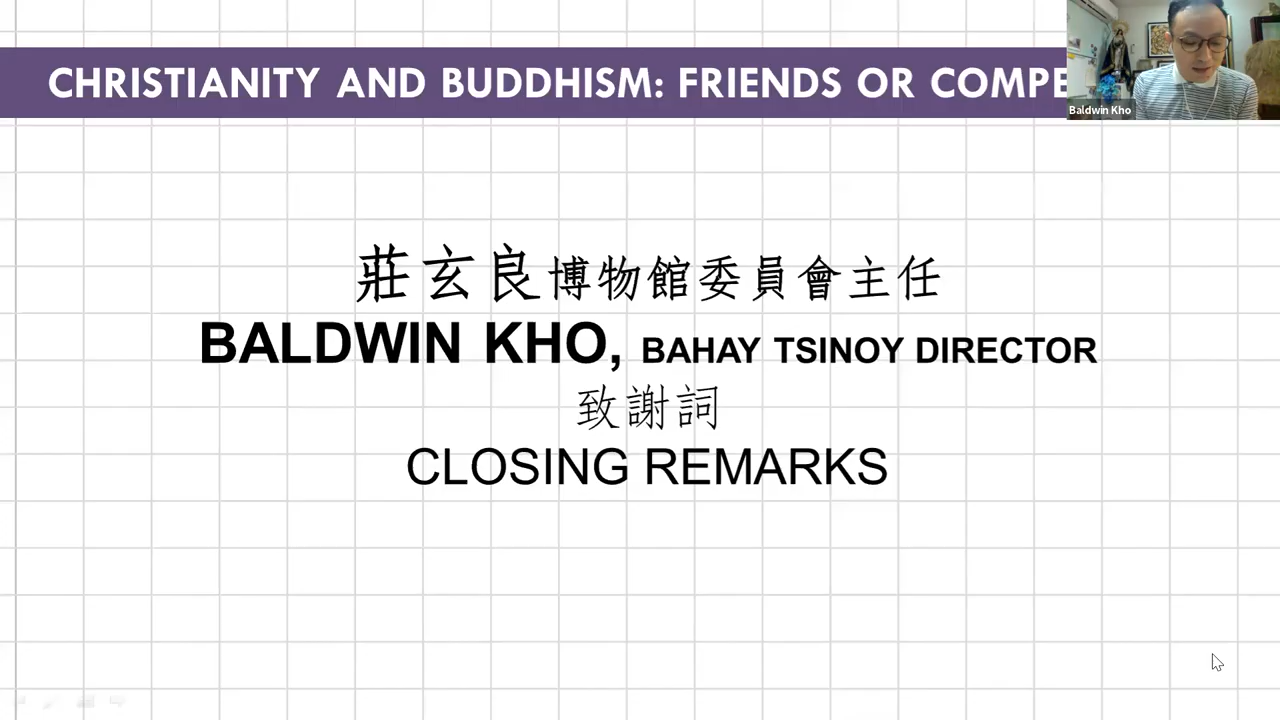 CHRISTIANITY AND BUDDHISM: FRIENDS OR COMPE
Baldwin Kho
莊玄良博物館委員會主任
BALDWIN KHO, BAHAY TSINOY DIRECTOR
致謝詞
CLOSING REMARKS